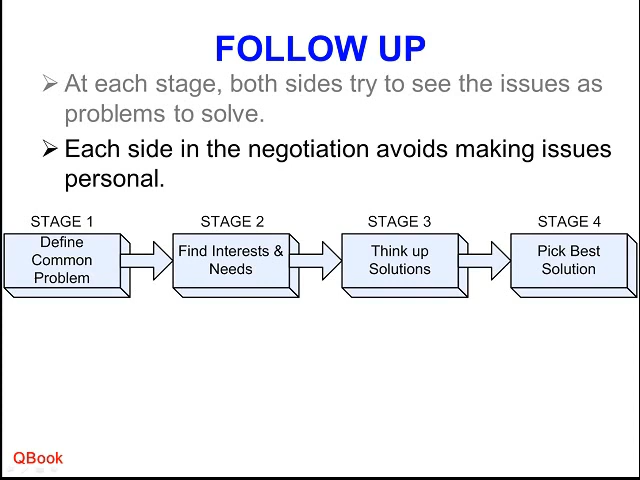 FOLLOW UP
➢ At each stage, both sides try to see the issues as
problems to solve.
➢ Each side in the negotiation avoids making issues
personal.
STAGE 1
Define
Common
Problem
STAGE 2
Find Interests &
Needs
STAGE 3
Think up
Solutions
STAGE 4
Pick Best
Solution
QBook